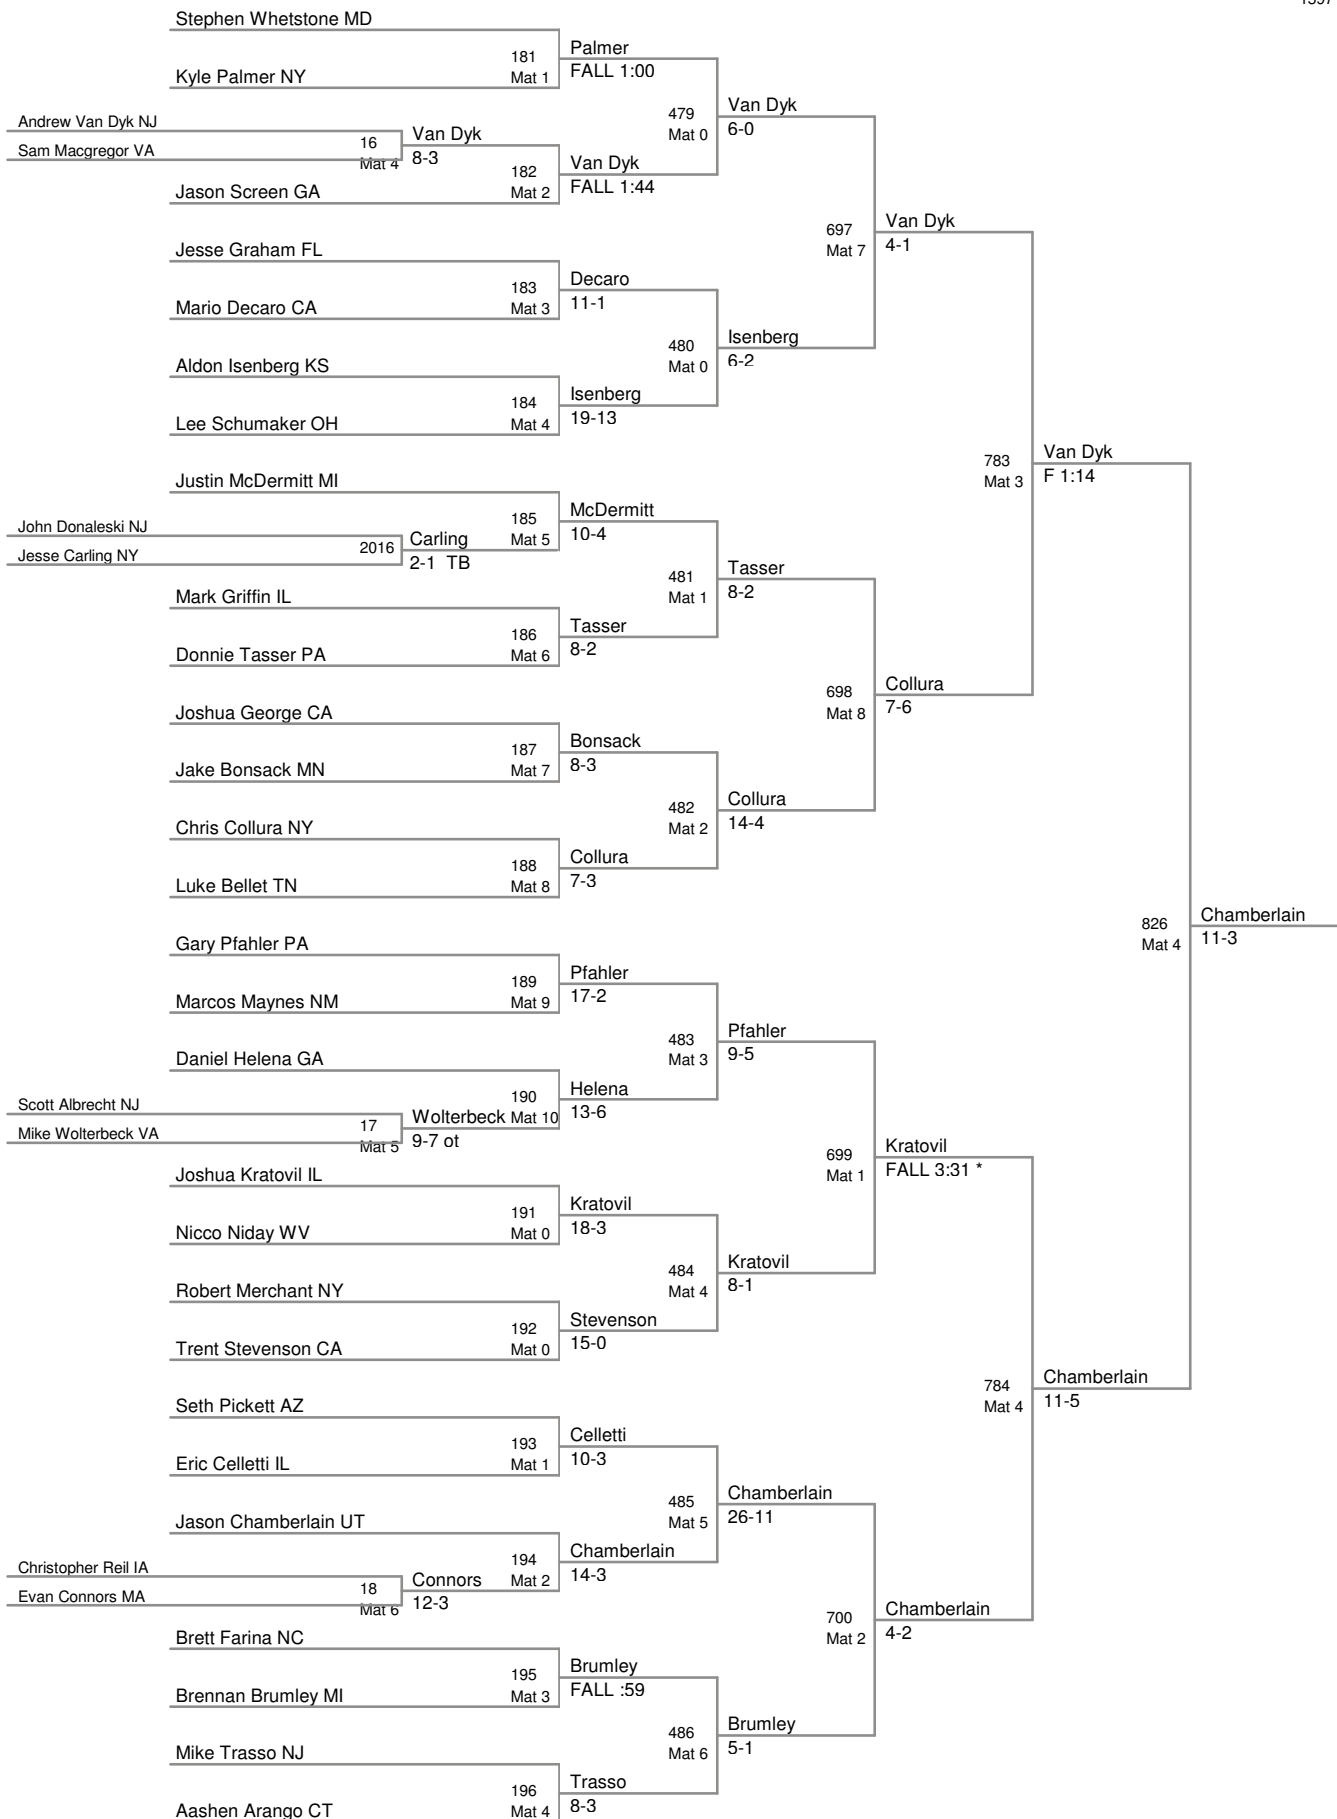 Stephen Whetstone MD
181
Palmer
FALL 1:00
Kyle Palmer NY
Mat 1
479
Mat 0
Van Dyk
6-0
Andrew Van Dyk NJ
Sam Macgregor VA
16
Mat 4
Van Dyk
8-3
182
Mat 2
Van Dyk
FALL 1:44
Jason Screen GA
697
Mat 7
Van Dyk
4-1
Jesse Graham FL
183
Mat 3
Decaro
11-1
Mario Decaro CA
480
Mat 0
Isenberg
6-2
Aldon Isenberg KS
184
Mat 4
Isenberg
19-13
Lee Schumaker OH
783
Mat 3
Van Dyk
F 1:14
Justin McDermitt MI
185
Mat 5
McDermitt
10-4
John Donaleski NJ
Jesse Carling NY
2016
Carling
2-1 TB
481
Mat 1
Tasser
8-2
Mark Griffin IL
186
Mat 6
Tasser
8-2
Donnie Tasser PA
698
Mat 8
Collura
7-6
Joshua George CA
187
Mat 7
Bonsack
8-3
Jake Bonsack MN
482
Mat 2
Collura
14-4
Chris Collura NY
188
Mat 8
Collura
7-3
Luke Bellet TN
826
Mat 4
Chamberlain
11-3
Gary Pfahler PA
189
Mat 9
Pfahler
17-2
Marcos Maynes NM
483
Mat 3
Pfahler
9-5
Daniel Helena GA
190
Mat 10
Helena
13-6
Scott Albrecht NJ
Mike Wolterbeck VA
17
Mat 5
Wolterbeck
9-7 ot
699
Mat 1
Kratovil
FALL 3:31 *
Joshua Kratovil IL
191
Mat 0
Kratovil
18-3
Nicco Niday WV
484
Mat 4
Kratovil
8-1
Robert Merchant NY
192
Mat 0
Stevenson
15-0
Trent Stevenson CA
784
Mat 4
Chamberlain
11-5
Seth Pickett AZ
193
Mat 1
Celletti
10-3
Eric Celletti IL
485
Mat 5
Chamberlain
26-11
Jason Chamberlain UT
194
Mat 2
Chamberlain
14-3
Christopher Reil IA
Evan Connors MA
18
Mat 6
Connors
12-3
700
Mat 2
Chamberlain
4-2
Brett Farina NC
195
Mat 3
Brumley
FALL :59
Brennan Brumley MI
486
Mat 6
Brumley
5-1
Mike Trasso NJ
196
Mat 4
Trasso
8-3
Aashen Arango CT